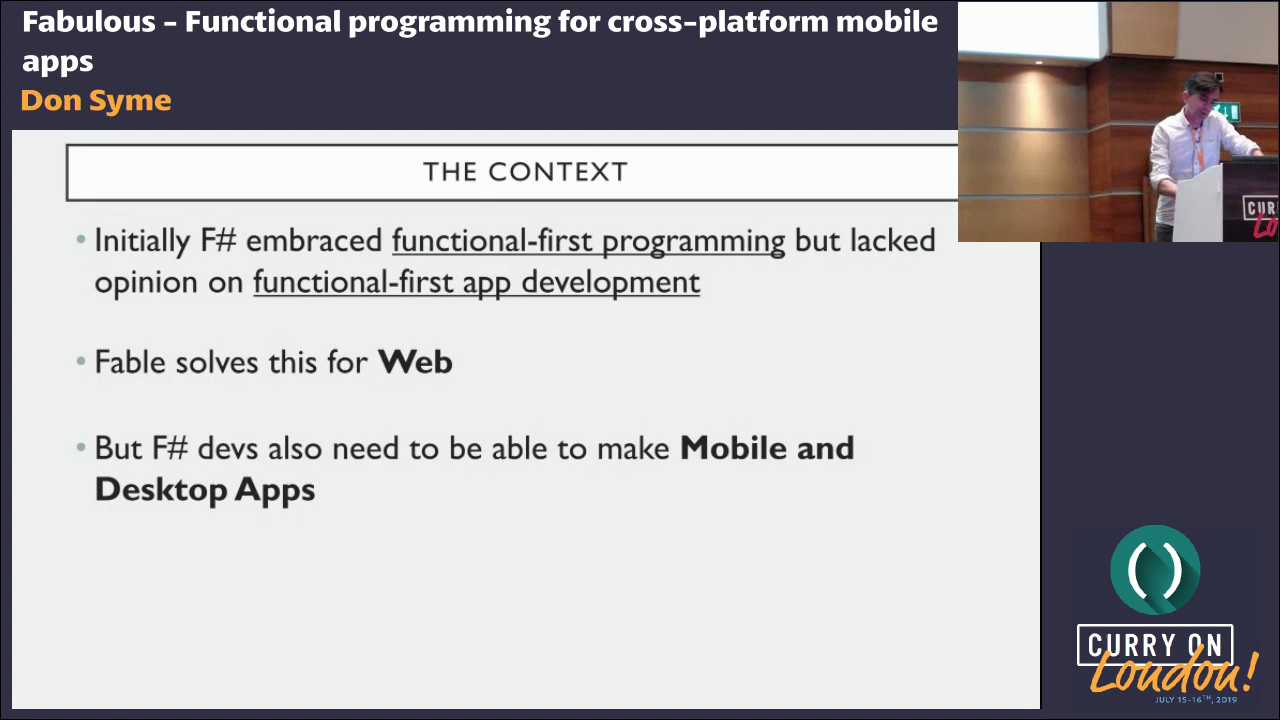 Fabulous – Functional programming for cross-platform mobile
apps
Don Syme
THE CONTEXT
• Initially F# embraced functional-first programming but lacked
opinion on functional-first app development
• Fable solves this for Web
• But F# devs also need to be able to make Mobile and
Desktop Apps
CUR
Lo
()
CURRY ON
London!
JULY 15-16TH, 2019